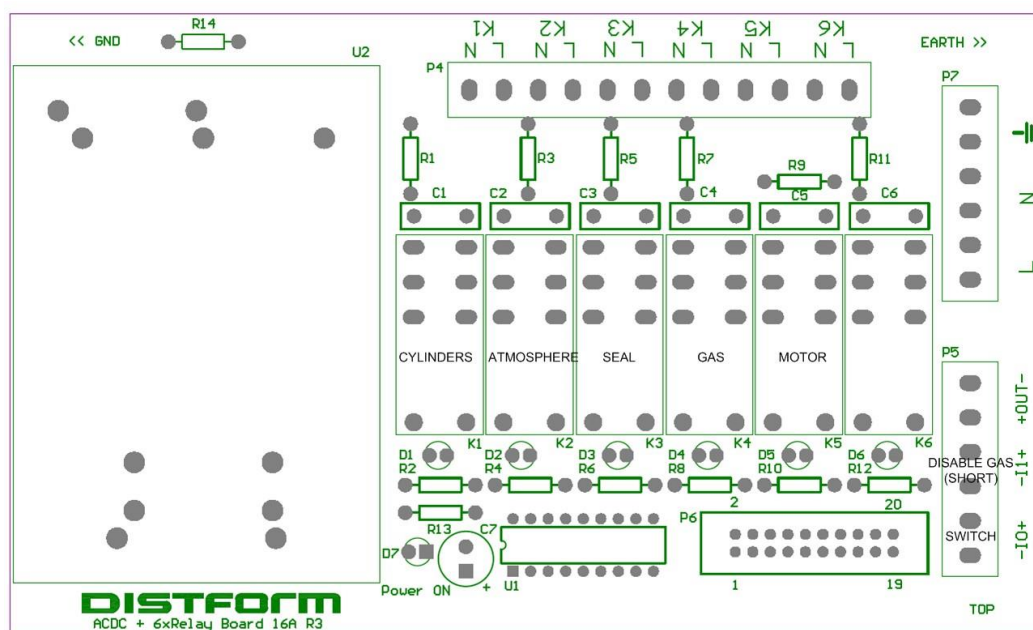 R14
<< GND
K1 K2 K3 K4 K5 K6
N L N L N L N L N L N L
EARTH >>
U2
P4
P7
R1 R3 R5 R7 R9 R11
N
L
C1 C2 C3 C4 C5 C6
CYLINDERS ATMOSPHERE SEAL GAS MOTOR
P5
+OUT-
-I1+
-IO+
K1 K2 K3 K4 K5 K6
D1 D2 D3 D4 D5 D6
R2 R4 R6 R8 R10 R12
DISABLE GAS
(SHORT)
2 20
R13 C7 P6
SWITCH
D7
Power ON + U1 1 19
DISTFORM
ACDC + 6xRelay Board 16A R3
TOP